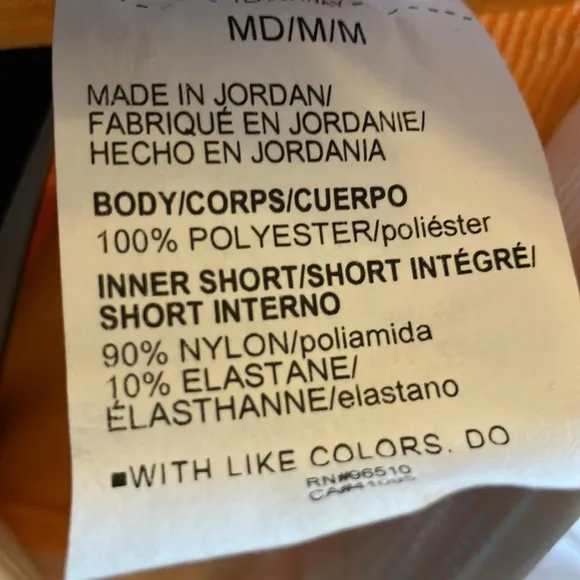 MD/M/M
MADE IN JORDAN/
FABRIQUÉ EN JORDANIE/
HECHO EN JORDANIA
BODY/CORPS/CUERPO
100% POLYESTER/poliéster
INNER SHORT/SHORT INTÉGRÉ/
SHORT INTERNO
90% NYLON/poliamida
10% ELASTANE/
ÉLASTHANNE/elastano
■WITH LIKE COLORS. DO
RN#96510